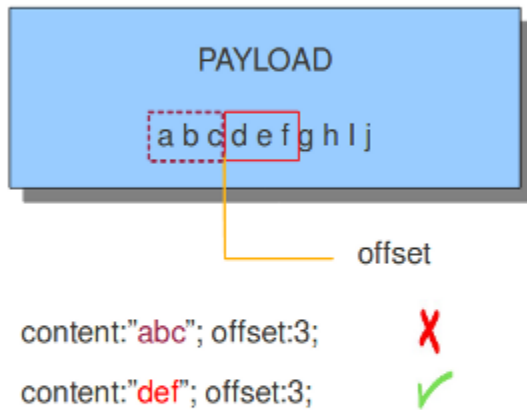 PAYLOAD
a b c d e f g h I j
offset
content:”abc”; offset:3;
content:”def”; offset:3;